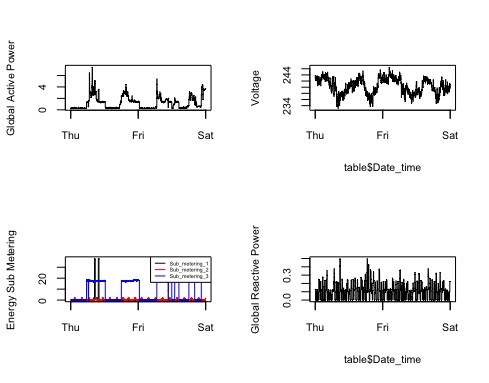 Global Active Power
4
0
Thu Fri Sat
Voltage
244
234
Thu Fri Sat
table$Date_time
Energy Sub Metering
20
0
Sub_metering_1
Sub_metering_2
Sub_metering_3
Thu Fri Sat
Global Reactive Power
0.3
0.0
Thu Fri Sat
table$Date_time